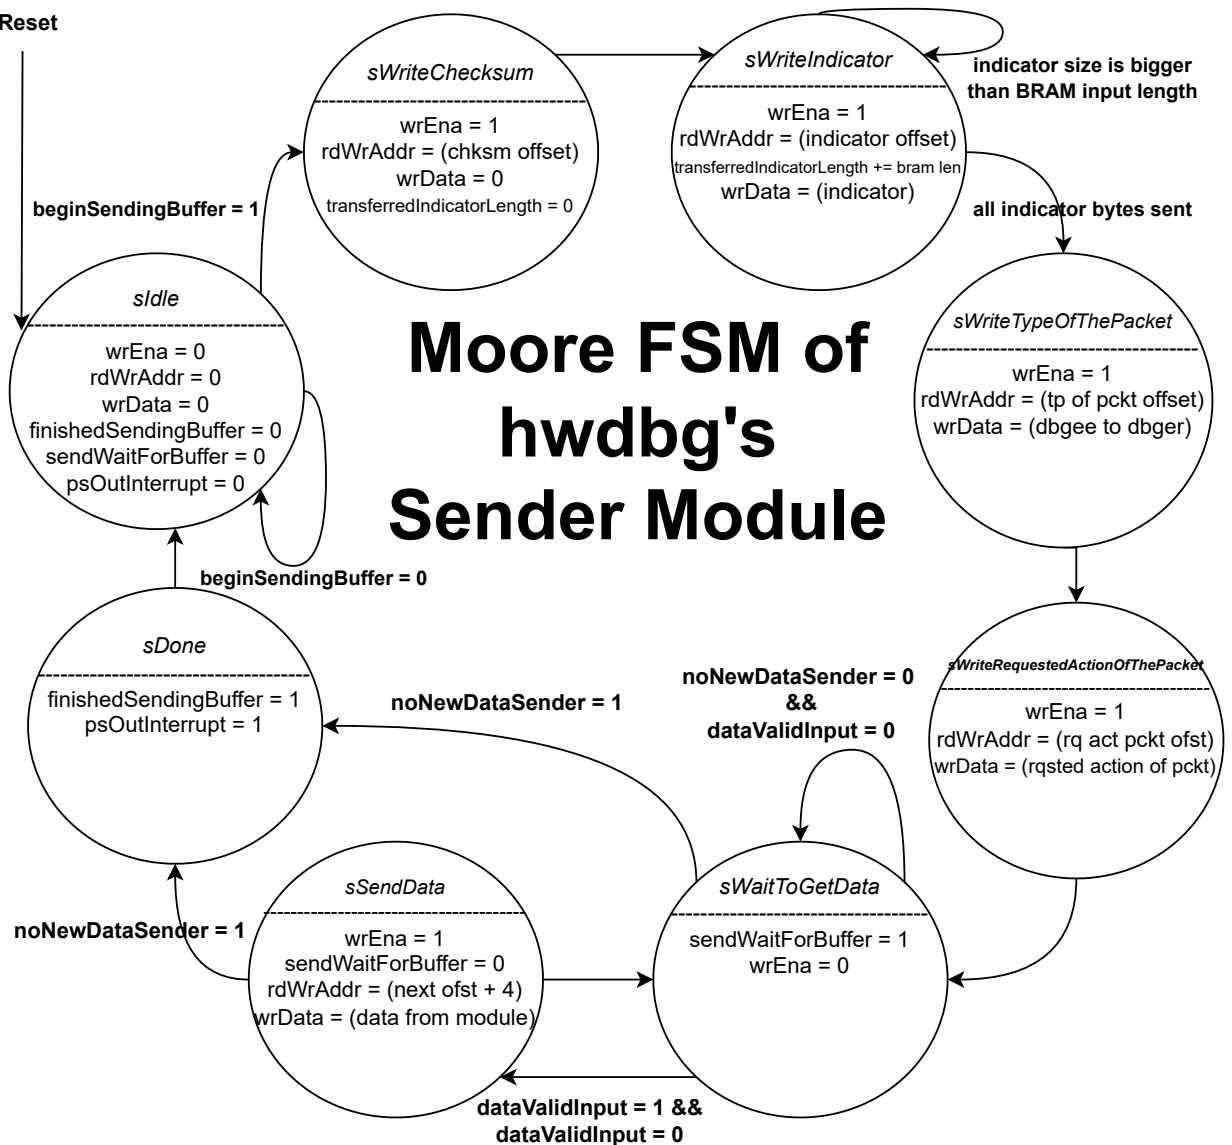 Reset
sWriteChecksum
wrEna = 1
rdWrAddr = (chksm offset)
wrData = 0
transferredIndicatorLength = 0
sWriteIndicator
wrEna = 1
rdWrAddr = (indicator offset)
transferredIndicatorLength += bram len
wrData = (indicator)
indicator size is bigger
than BRAM input length
beginSendingBuffer = 1
all indicator bytes sent
sIdle
wrEna = 0
rdWrAddr = 0
wrData = 0
finishedSendingBuffer = 0
sendWaitForBuffer = 0
psOutInterrupt = 0
Moore FSM of
hwdbg's
Sender Module
sWriteTypeOfThePacket
wrEna = 1
rdWrAddr = (tp of pckt offset)
wrData = (dbgee to dbger)
beginSendingBuffer = 0
sDone
finishedSendingBuffer = 1
psOutInterrupt = 1
noNewDataSender = 1
noNewDataSender = 0
&&
dataValidInput = 0
sWriteRequestedActionOfThePacket
wrEna = 1
rdWrAddr = (rq act pckt ofst)
wrData = (rqsted action of pckt)
noNewDataSender = 1
sSendData
wrEna = 1
sendWaitForBuffer = 0
rdWrAddr = (next ofst + 4)
wrData = (data from module)
sWaitToGetData
sendWaitForBuffer = 1
wrEna = 0
dataValidInput = 1 &&
dataValidInput = 0